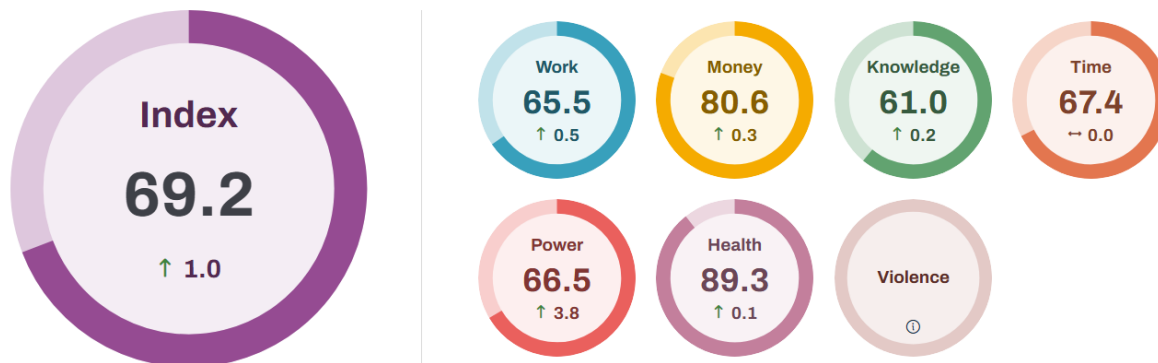 Index
69.2
↑ 1.0
Work
65.5
↑ 0.5
Money
80.6
↑ 0.3
Knowledge
61.0
↑ 0.2
Time
67.4
↔ 0.0
Power
66.5
↑ 3.8
Health
89.3
↑ 0.1
Violence